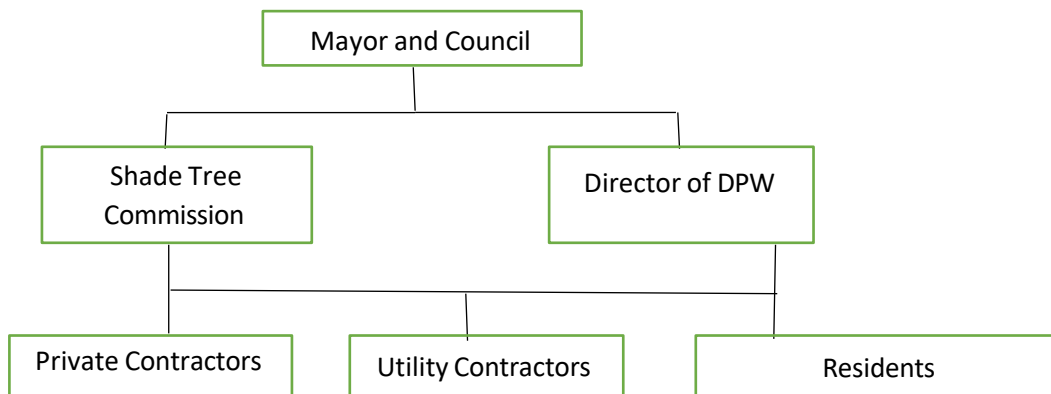 Mayor and Council
Shade Tree
Commission
Director of DPW
Private Contractors
Utility Contractors
Residents